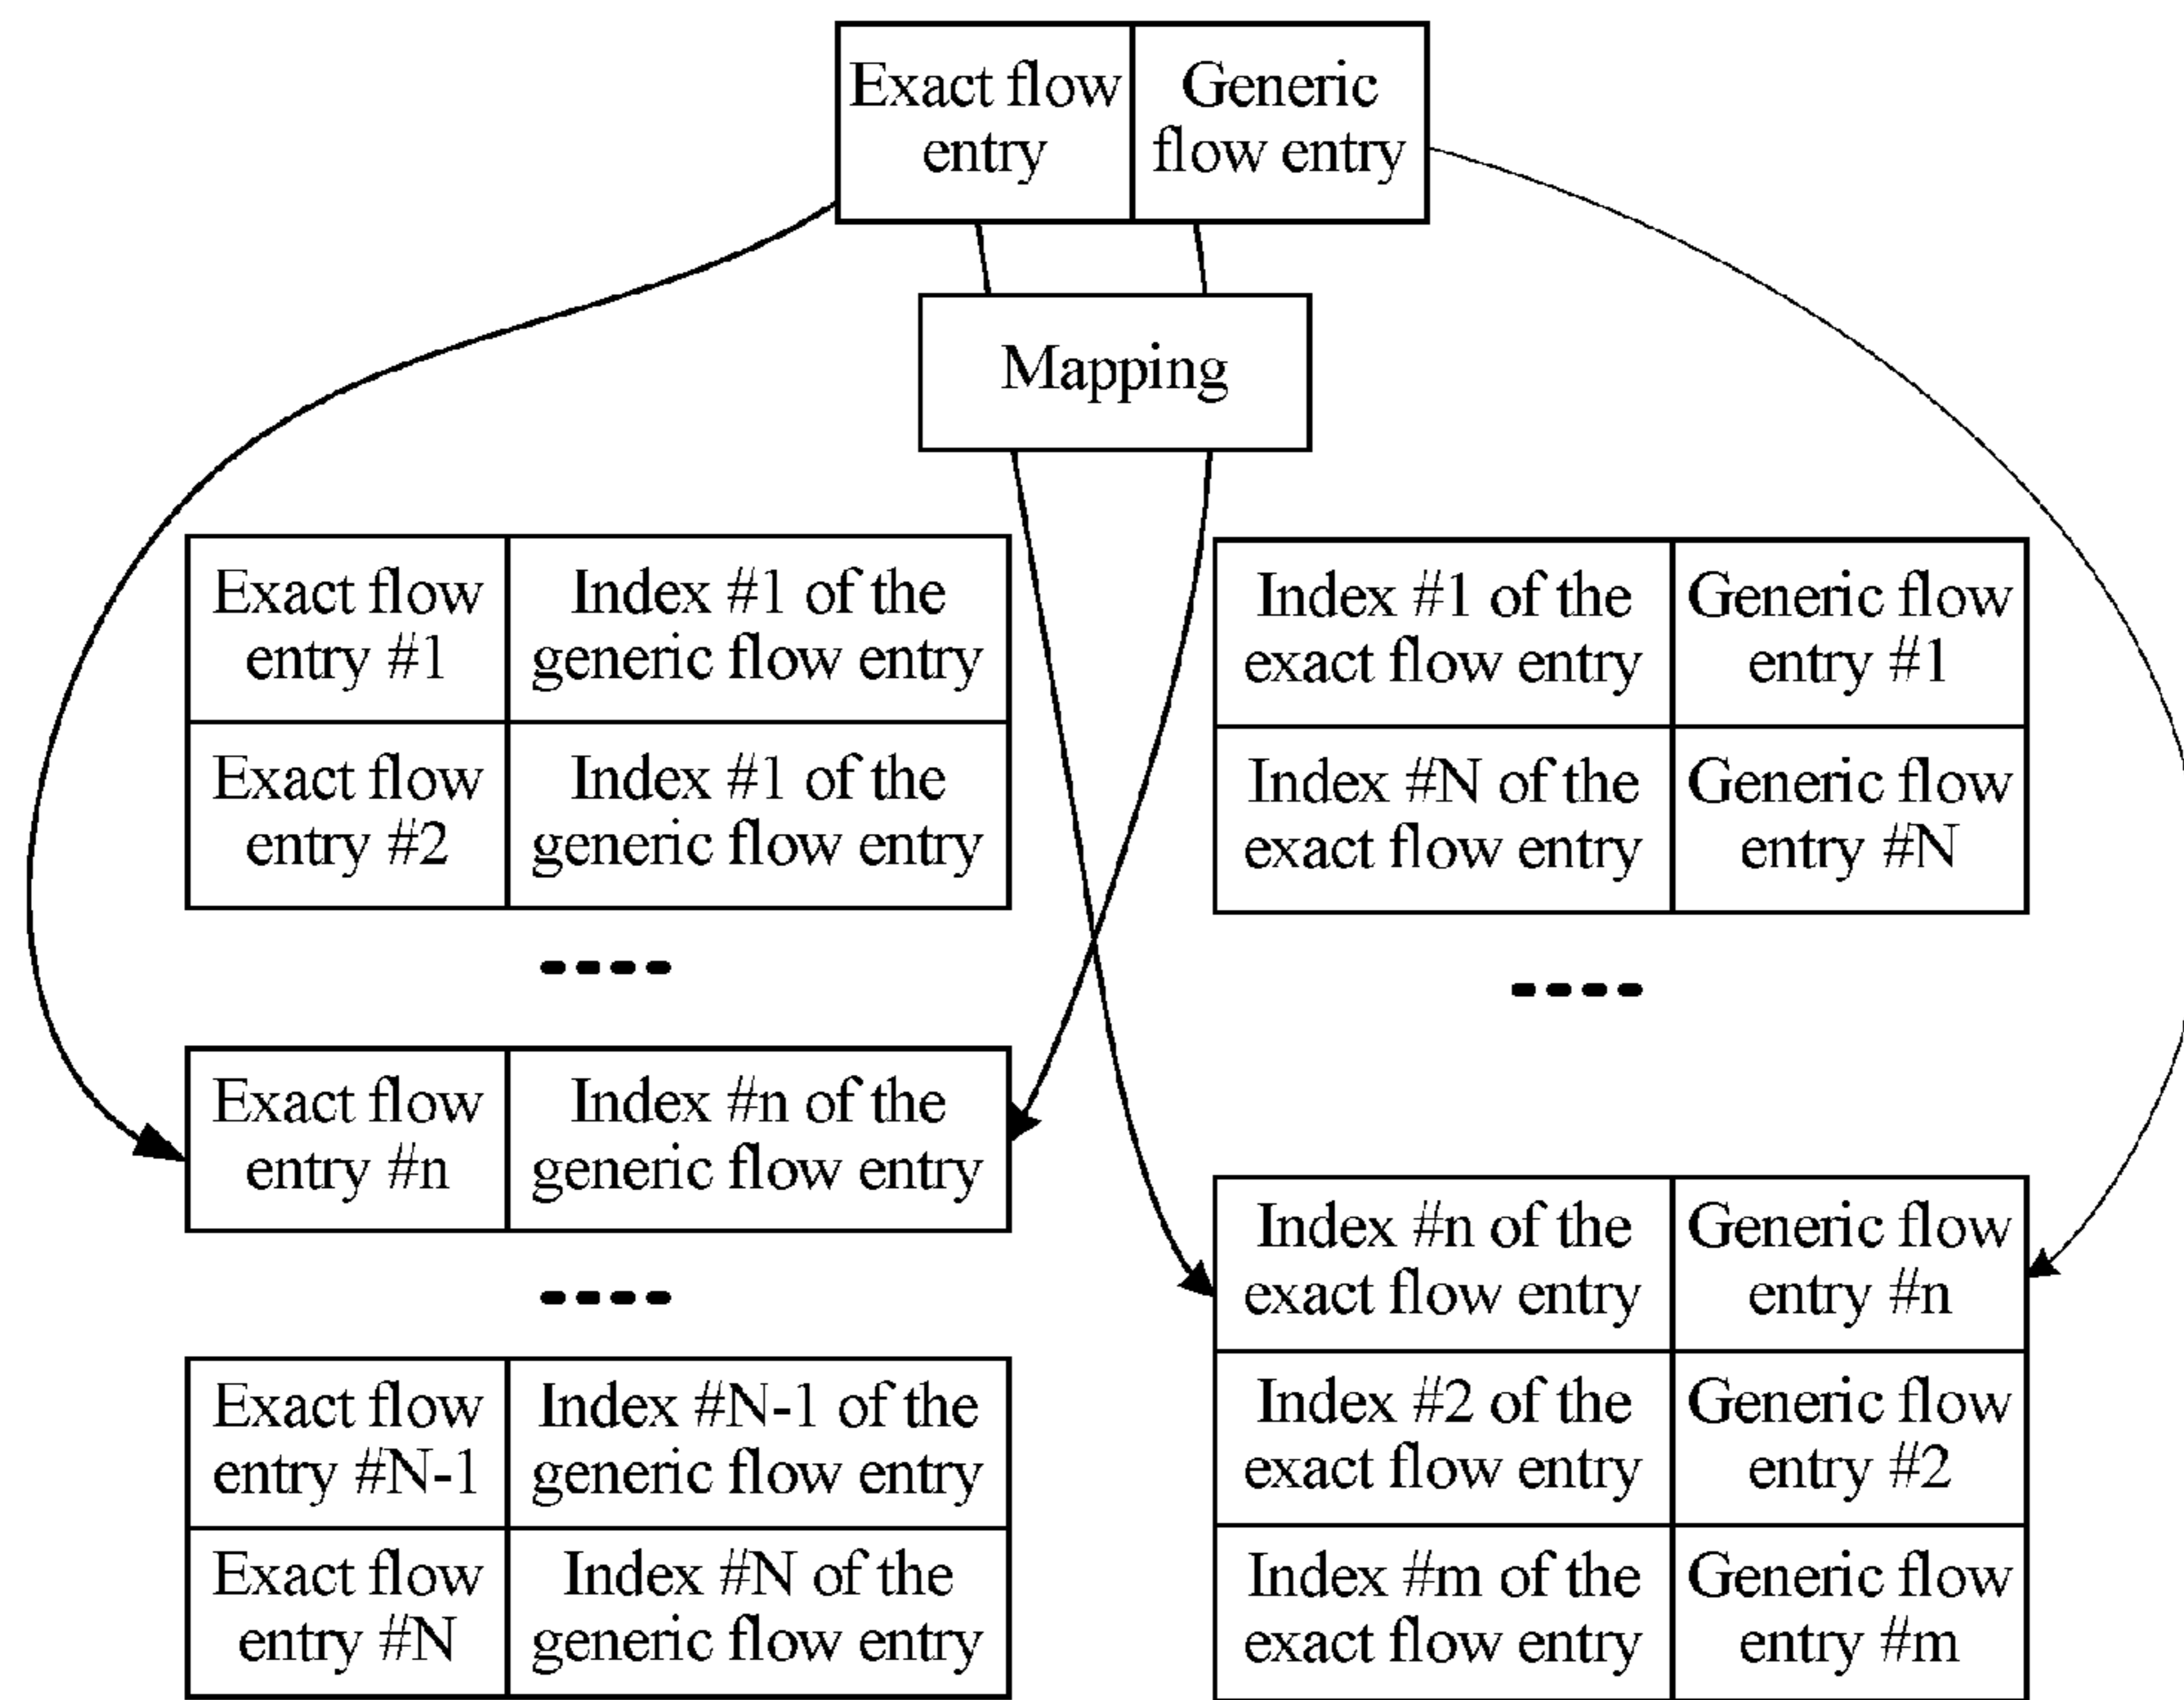 Exact flow
entry
Generic
flow entry
Mapping
Exact flow
entry #1
Index #1 of the
generic flow entry
Exact flow
entry #2
Index #1 of the
generic flow entry
Exact flow
entry #n
Index #n of the
generic flow entry
Exact flow
entry #N-1
Index #N-1 of the
generic flow entry
Exact flow
entry #N
Index #N of the
generic flow entry
Index #1 of the
exact flow entry
Generic flow
entry #1
Index #N of the
exact flow entry
Generic flow
entry #N
Index #n of the
exact flow entry
Generic flow
entry #n
Index #2 of the
exact flow entry
Generic flow
entry #2
Index #m of the
exact flow entry
Generic flow
entry #m